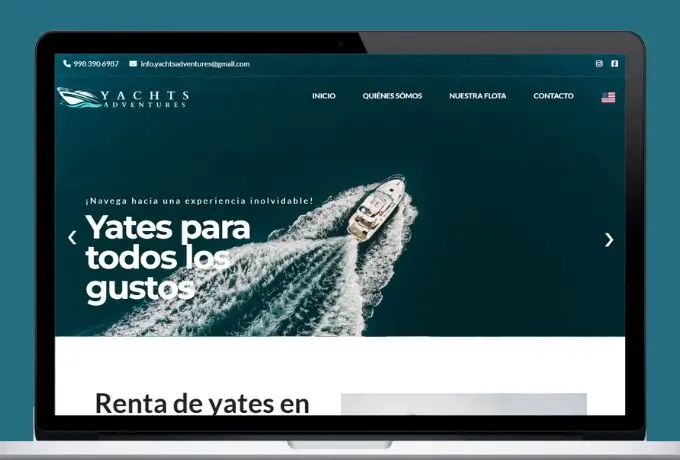 998 390 6987 info.yachtsadventures@gmail.com
YACHTS
ADVENTURES
INICIO QUIÉNES SÓMOS NUESTRA FLOTA CONTACTO
¡Navega hacia una experiencia inolvidable!
Yates para
todos los
gustos
Renta de yates en